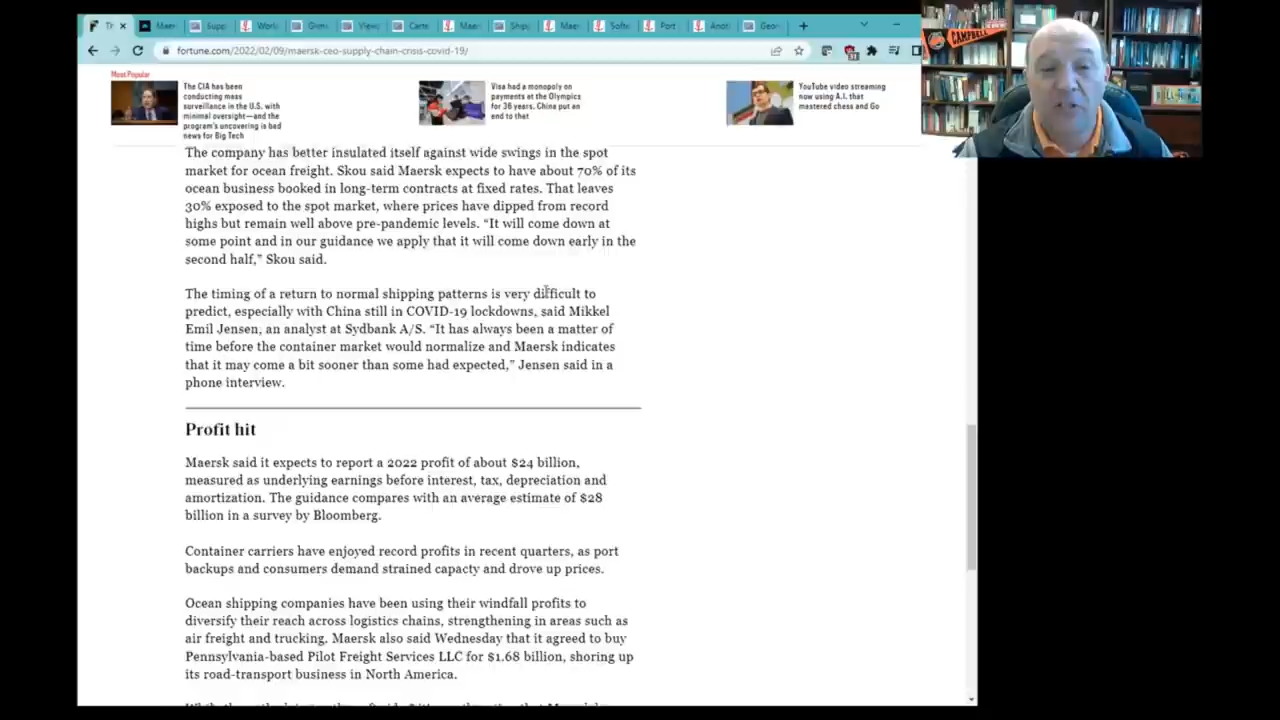 Tr
Maer
Supp
Work
Giime
View
Carte
Maer
Ship
Maer
Softw
Port
Anot
Geor
fortune.com/2022/02/09/maersk-ceo-supply-chain-crisis-covid-19/
CAMPBELL
Most Popular
The CIA has been
conducting mass
surveillance in the U.S. with
minimal oversight—and the
program's uncovering is bad
news for Big Tech
Visa had a monopoly on
payments at the Olympics
for 36 years. China put an
end to that
YouTube video streaming
now using A.I. that
mastered chess and Go
The company has better insulated itself against wide swings in the spot
market for ocean freight. Skou said Maersk expects to have about 70% of its
ocean business booked in long-term contracts at fixed rates. That leaves
30% exposed to the spot market, where prices have dipped from record
highs but remain well above pre-pandemic levels. “It will come down at
some point and in our guidance we apply that it will come down early in the
second half,” Skou said.
The timing of a return to normal shipping patterns is very difficult to
predict, especially with China still in COVID-19 lockdowns, said Mikkel
Emil Jensen, an analyst at Sydbank A/S. “It has always been a matter of
time before the container market would normalize and Maersk indicates
that it may come a bit sooner than some had expected,” Jensen said in a
phone interview.
Profit hit
Maersk said it expects to report a 2022 profit of about $24 billion,
measured as underlying earnings before interest, tax, depreciation and
amortization. The guidance compares with an average estimate of $28
billion in a survey by Bloomberg.
Container carriers have enjoyed record profits in recent quarters, as port
backups and consumers demand strained capacty and drove up prices.
Ocean shipping companies have been using their windfall profits to
diversify their reach across logistics chains, strengthening in areas such as
air freight and trucking. Maersk also said Wednesday that it agreed to buy
Pennsylvania-based Pilot Freight Services LLC for $1.68 billion, shoring up
its road-transport business in North America.